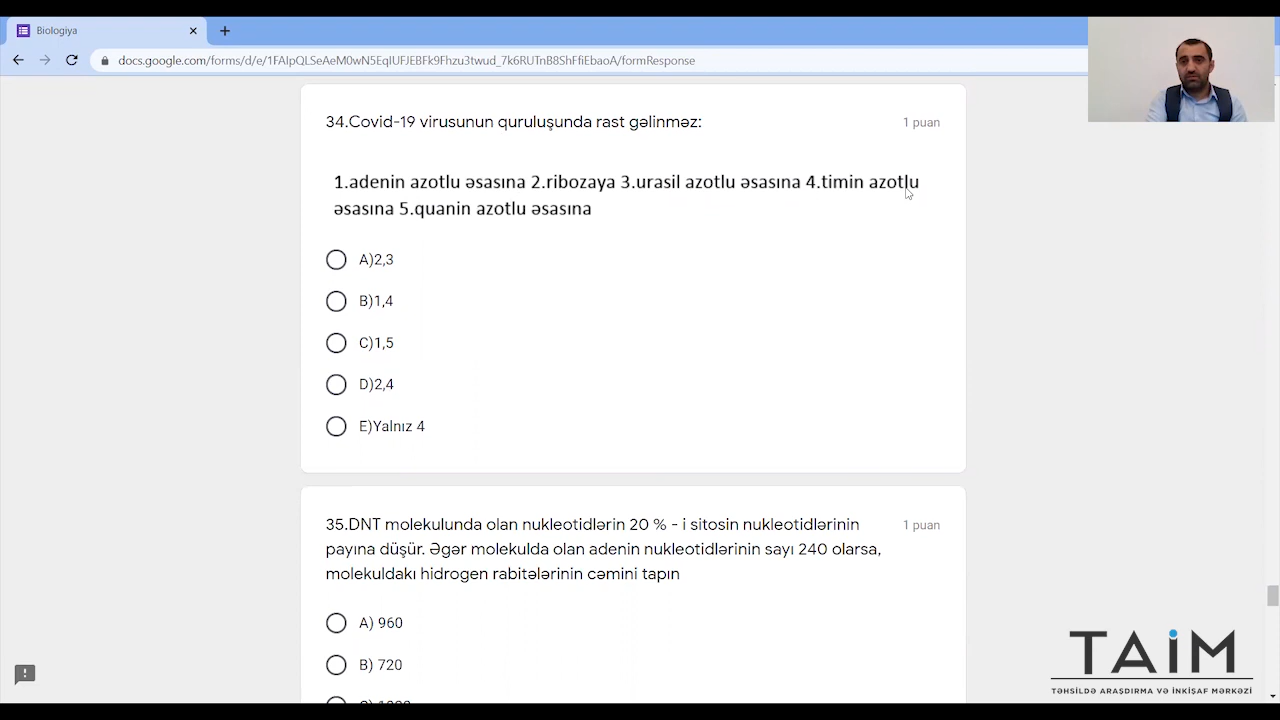 Biologiya
docs.google.com/forms/d/e/1FAIpQLSeAeM0wN5EqIUFJEBFk9Fhzu3twud_7k6RUTnB8ShFfiEbaoA/formResponse
34.Covid-19 virusunun quruluşunda rast gəlinməz:
1 puan
1.adenin azotlu əsasına 2.ribozaya 3.urasil azotlu əsasına 4.timin azotlu
əsasına 5.quanin azotlu əsasına
A)2,3
B)1,4
C)1,5
D)2,4
E)Yalnız 4
35.DNT molekulunda olan nukleotidlərin 20 % - i sitosin nukleotidlərinin
1 puan
payına düşür. Əgər molekulda olan adenin nukleotidlərinin sayı 240 olarsa,
molekuldakı hidrogen rabitələrinin cəmini tapın
A) 960
B) 720
TAiM
TƏHSİLDƏ ARAŞDIRMA VƏ İNKİŞAF MƏRKƏZİ